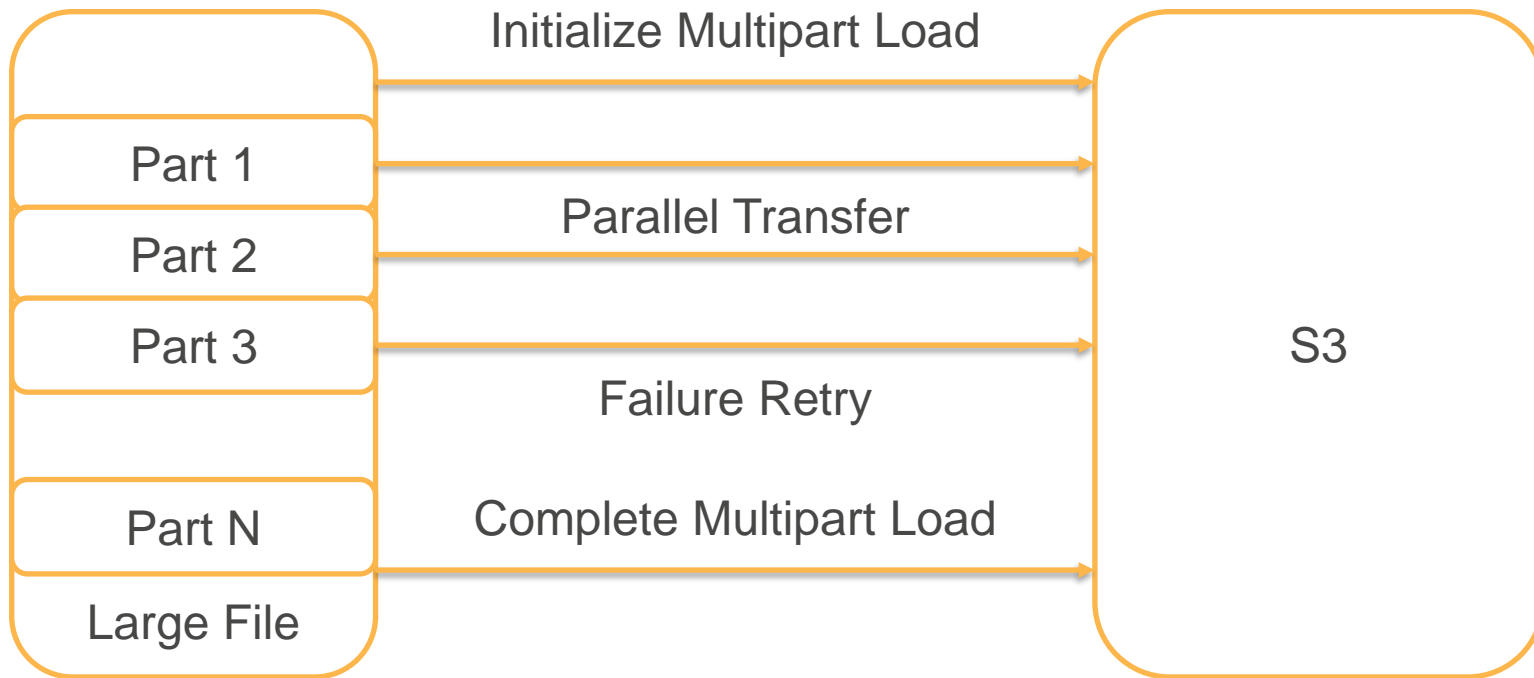 Initialize Multipart Load
Part 1
Parallel Transfer
Part 2
Part 3
S3
Failure Retry
Part N
Complete Multipart Load
Large File